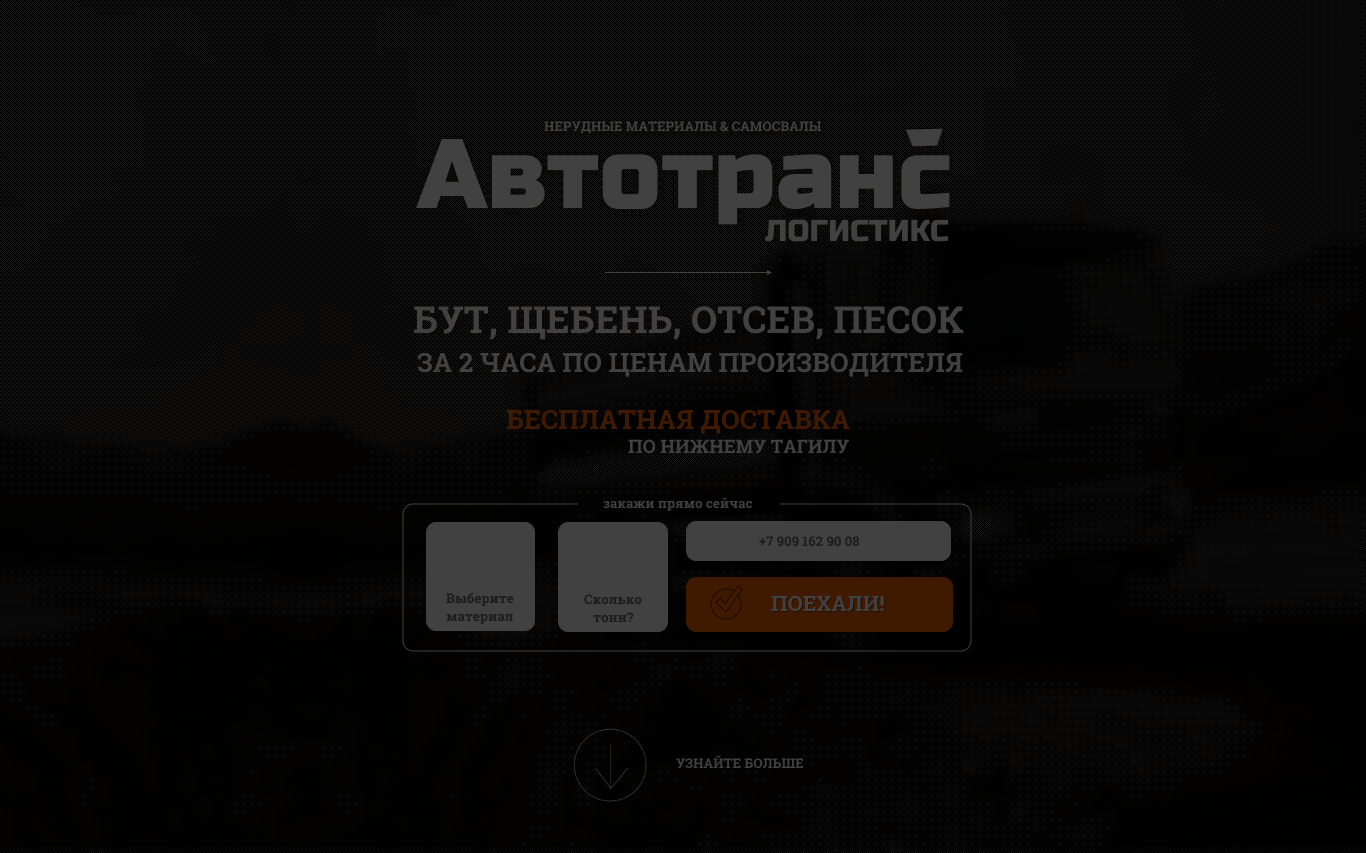 НЕРУДНЫЕ МАТЕРИАЛЫ & САМОСВАЛЫ
Автотранс
ЛОГИСТИКС
БУТ, ЩЕБЕНЬ, ОТСЕВ, ПЕСОК
ЗА 2 ЧАСА ПО ЦЕНАМ ПРОИЗВОДИТЕЛЯ
БЕСПЛАТНАЯ ДОСТАВКА
ПО НИЖНЕМУ ТАГИЛУ
закажи прямо сейчас
+7 909 162 90 08
Выберите
материал
Сколько
тонн?
ПОЕХАЛИ!
УЗНАЙТЕ БОЛЬШЕ